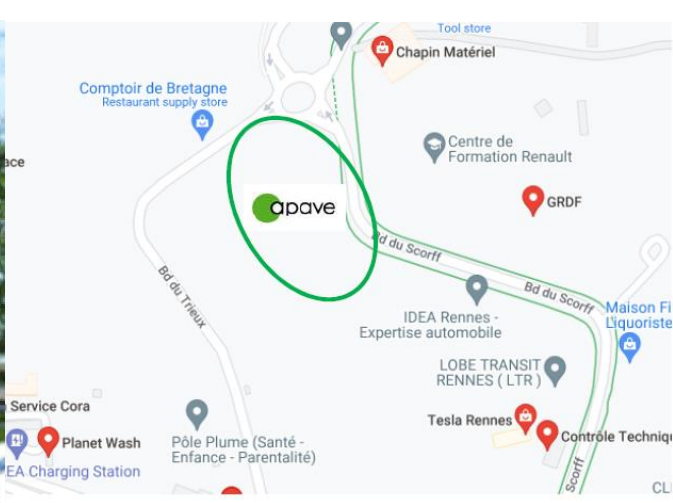 Tool store
Chapin Matériel
Comptoir de Bretagne
Restaurant supply store
Centre de
Formation Renault
ace
GRDF
apave
Bd du Scorff
Bd du Trieux
Bd du Scorff
Maison Fi
Liquoriste
IDEA Rennes -
Expertise automobile
LOBE TRANSIT
RENNES ( LTR )
Service Cora
Tesla Rennes
Planet Wash
Pôle Plume (Santé -
Enfance - Parentalité)
Contrôle Techniqu
EA Charging Station
Scorff
CL